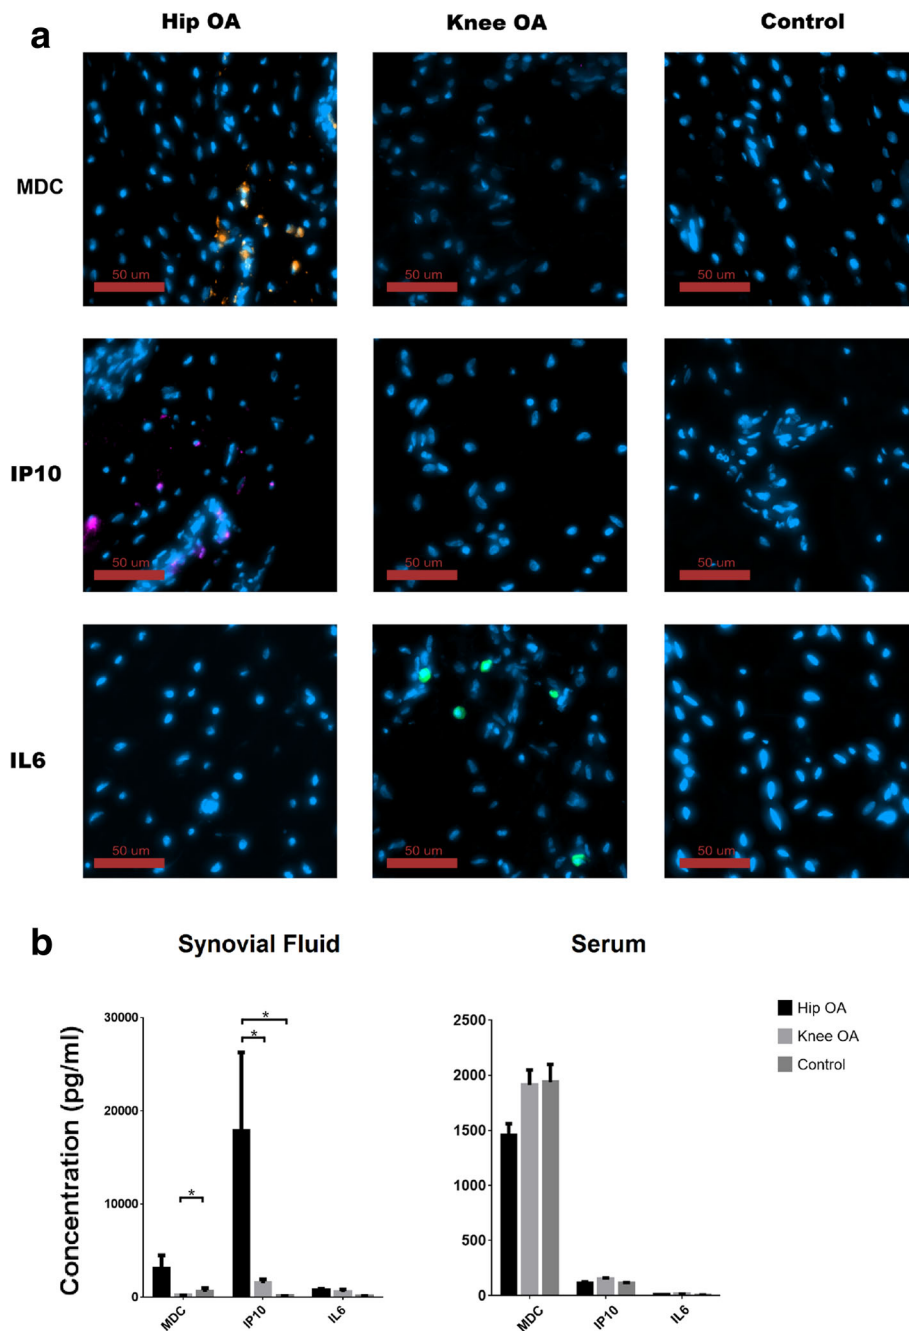 a
Hip OA Knee OA Control
MDC
50 um 50 um 50 um
IP10
50 um 50 um 50 um
IL6
50 um 50 um 50 um
b
Synovial Fluid Serum
Concentration (pg/ml)
30000
20000
10000
0
* * *
MDC IP10 IL6
2500
2000
1500
1000
500
0
MDC IP10 IL6
Hip OA
Knee OA
Control